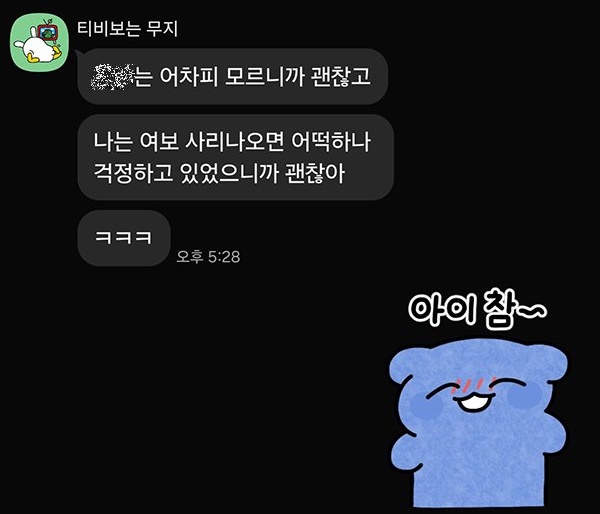 티비보는 무지
는 어차피 모르니까 괜찮고
나는 여보 사리나오면 어떡하나
걱정하고 있었으니까 괜찮아
ㅋㅋㅋ
오후 5:28
아이 참~